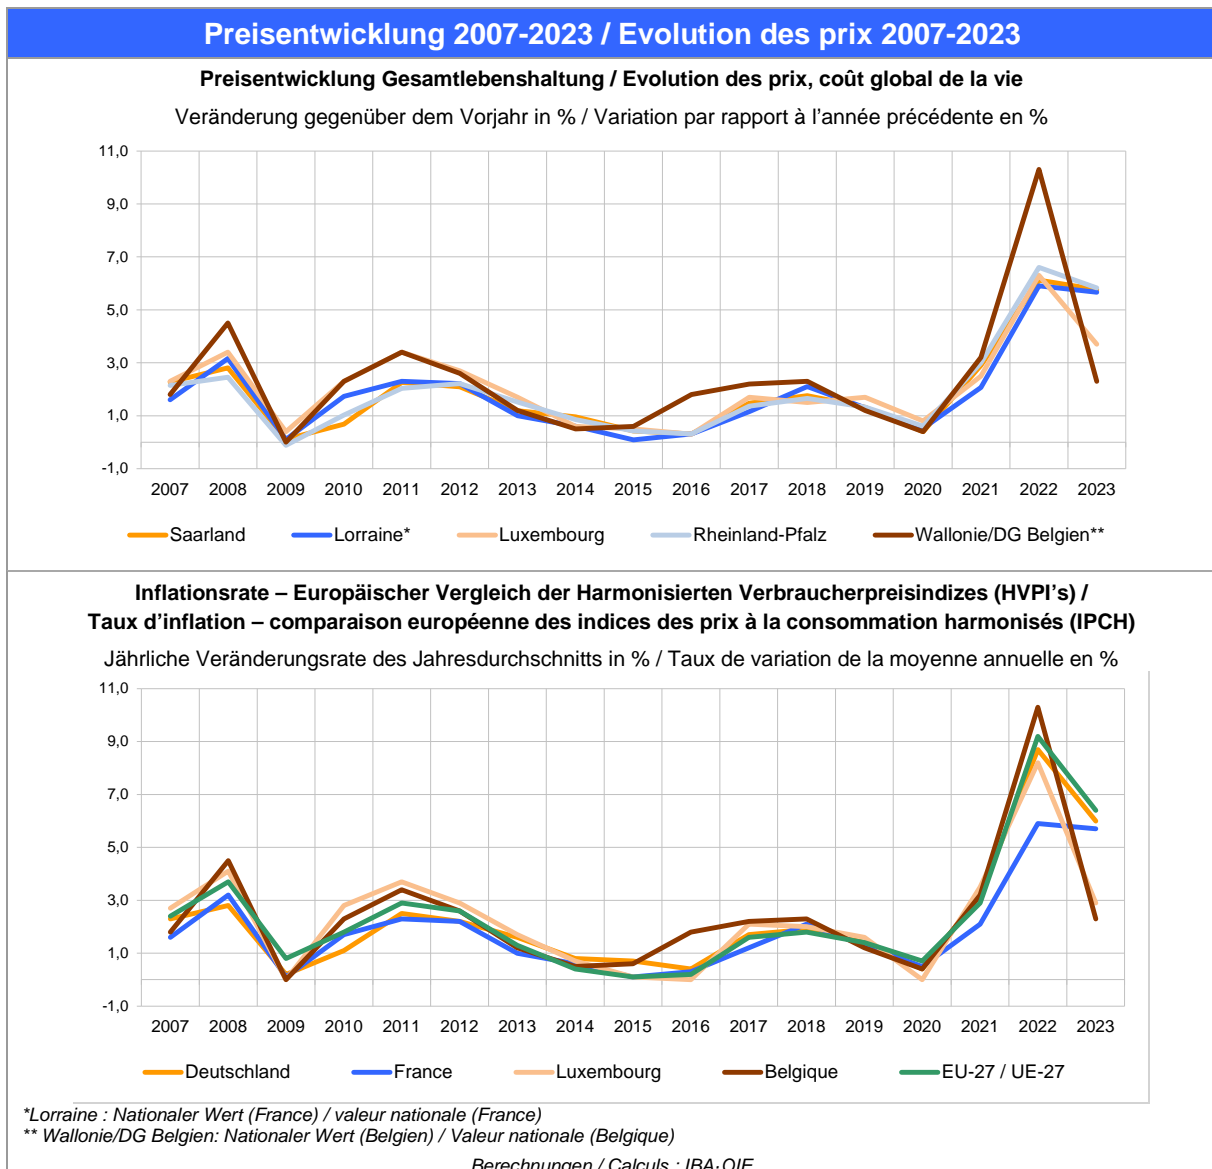 Preisentwicklung 2007-2023 / Evolution des prix 2007-2023
Preisentwicklung Gesamtlebenshaltung / Evolution des prix, coût global de la vie
Veränderung gegenüber dem Vorjahr in % / Variation par rapport à l'année précédente en %
11,0
9,0
7,0
5,0
3,0
1,0
-1,0
2007 2008 2009 2010 2011 2012 2013 2014 2015 2016 2017 2018 2019 2020 2021 2022 2023
Saarland Lorraine* Luxembourg Rheinland-Pfalz Wallonie/DG Belgien**
Inflationsrate – Europäischer Vergleich der Harmonisierten Verbraucherpreisindizes (HVPI's) /
Taux d'inflation – comparaison européenne des indices des prix à la consommation harmonisés (IPCH)
Jährliche Veränderungsrate des Jahresdurchschnitts in % / Taux de variation de la moyenne annuelle en %
11,0
9,0
7,0
5,0
3,0
1,0
-1,0
2007 2008 2009 2010 2011 2012 2013 2014 2015 2016 2017 2018 2019 2020 2021 2022 2023
Deutschland France Luxembourg Belgique EU-27 / UE-27
*Lorraine : Nationaler Wert (France) / valeur nationale (France)
** Wallonie/DG Belgien: Nationaler Wert (Belgien) / Valeur nationale (Belgique)
Berechnungen / Calculs : IBA·OIE